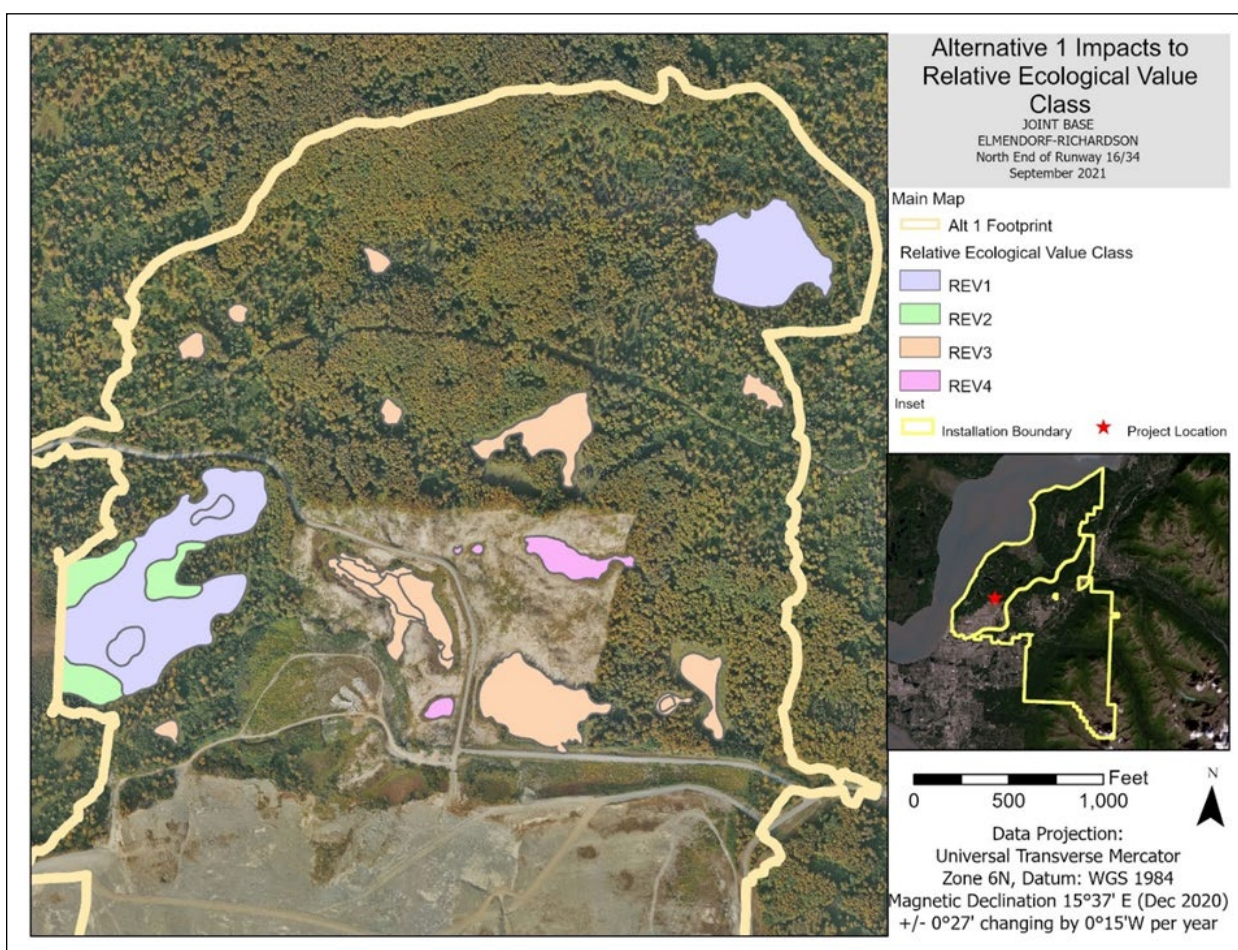 Alternative 1 Impacts to
Relative Ecological Value
Class
JOINT BASE
ELMENDORF-RICHARDSON
North End of Runway 16/34
September 2021
Main Map
Alt 1 Footprint
Relative Ecological Value Class
REV1
REV2
REV3
REV4
Inset
Installation Boundary
Project Location
Feet
0 500 1,000
N
Data Projection:
Universal Transverse Mercator
Zone 6N, Datum: WGS 1984
Magnetic Declination 15°37' E (Dec 2020)
+/- 0°27' changing by 0°15'W per year